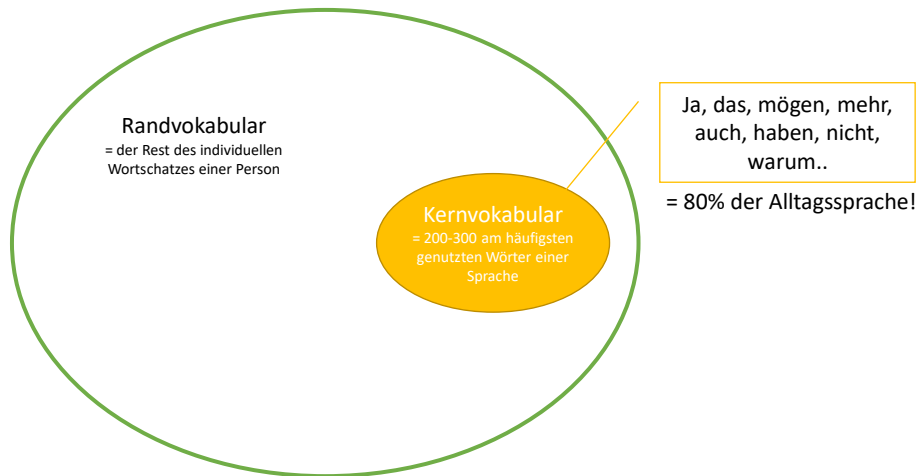 Randvokabular
= der Rest des individuellen
Wortschatzes einer Person
Kernvokabular
= 200-300 am häufigsten
genutzten Wörter einer
Sprache
Ja, das, mögen, mehr,
auch, haben, nicht,
warum..
= 80% der Alltagssprache!